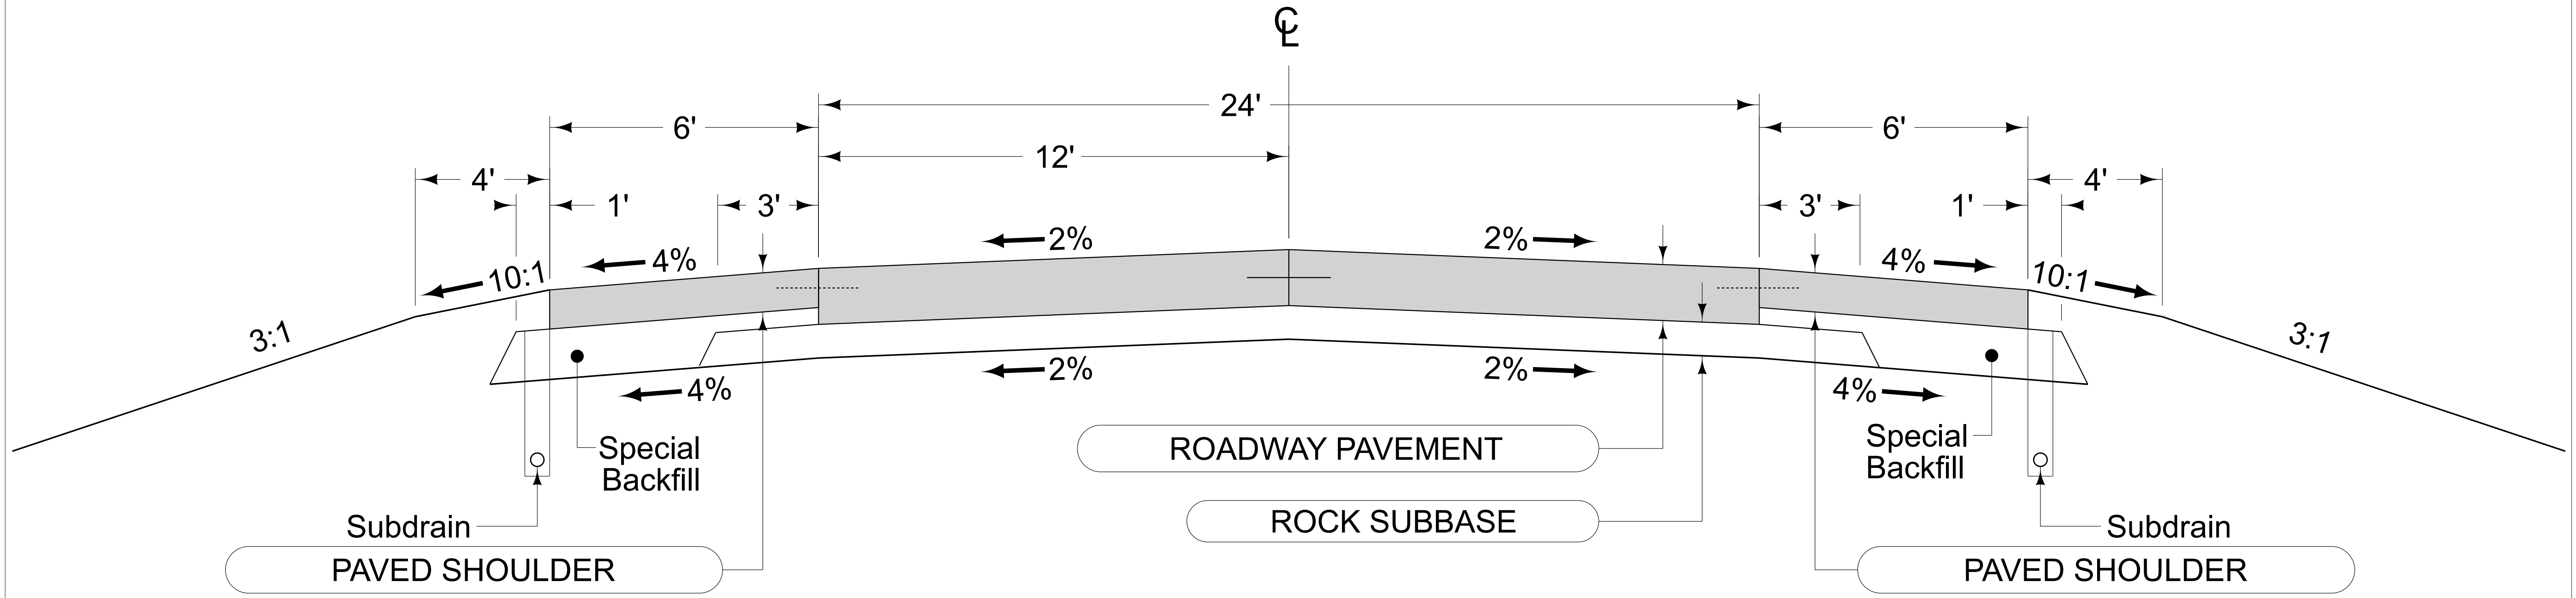 ℄
24'
6'
6'
12'
4'
4'
1'
3'
3'
1'
2%
2%
4%
4%
10:1
10:1
3:1
3:1
2%
2%
4%
4%
Special
Backfill
ROADWAY PAVEMENT
Special
Backfill
Subdrain
ROCK SUBBASE
Subdrain
PAVED SHOULDER
PAVED SHOULDER